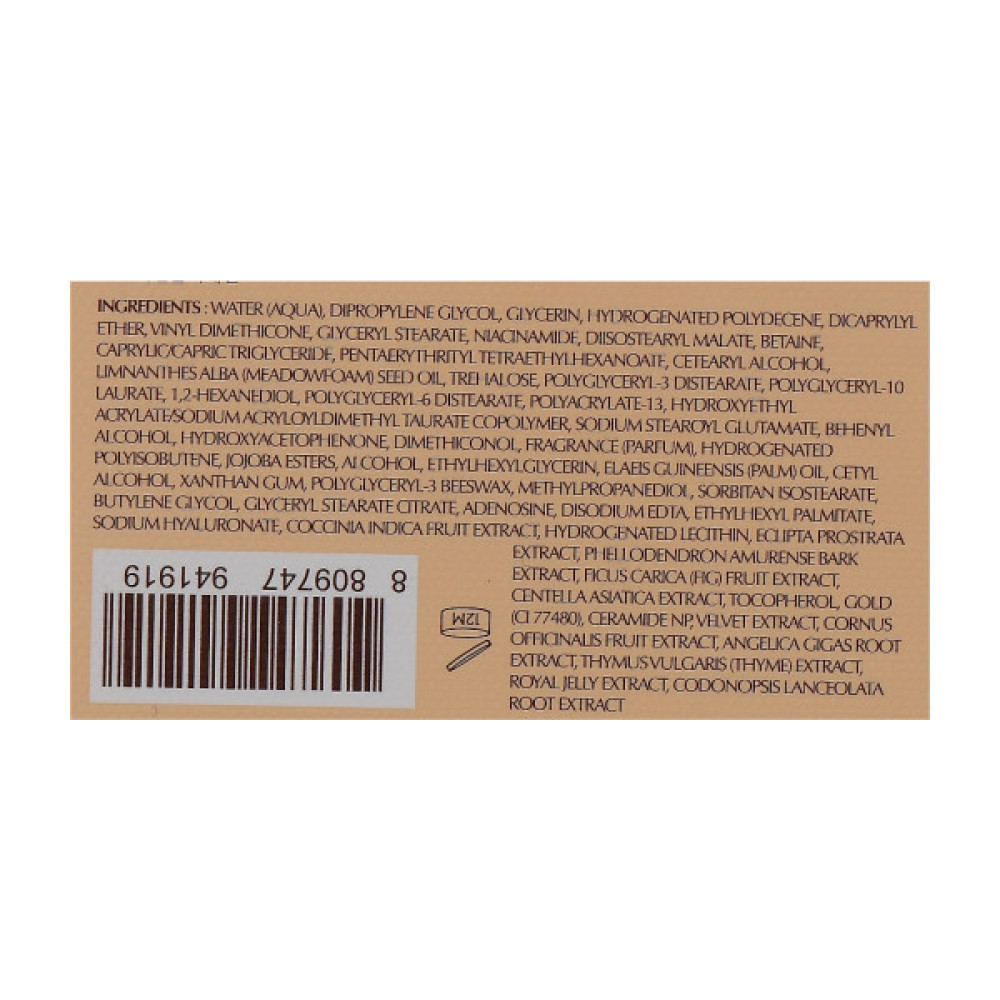 INGREDIENTS : WATER (AQUA), DIPROPYLENE GLYCOL, GLYCERIN, HYDROGENATED POLYDECENE, DICAPRYLYL
ETHER, VINYL DIMETHICONE, GLYCERYL STEARATE, NIACINAMIDE, DIISOSTEARYL MALATE, BETAINE,
CAPRYLIC/CAPRIC TRIGLYCERIDE, PENTAERYTHRITYL TETRAETHYLHEXANOATE, CETEARYL ALCOHOL,
LIMNANTHES ALBA (MEADOWFOAM) SEED OIL, TREHALOSE, POLYGLYCERYL-3 DISTEARATE, POLYGLYCERYL-10
LAURATE, 1,2-HEXANEDIOL, POLYGLYCERYL-6 DISTEARATE, POLYACRYLATE-13, HYDROXYETHYL
ACRYLATE/SODIUM ACRYLOYLDIMETHYL TAURATE COPOLYMER, SODIUM STEAROYL GLUTAMATE, BEHENYL
ALCOHOL, HYDROXYACETOPHENONE, DIMETHICONOL, FRAGRANCE (PARFUM), HYDROGENATED
POLYISOBUTENE, JOJOBA ESTERS, ALCOHOL, ETHYLHEXYLGLYCERIN, ELAEIS GUINEENSIS (PALM) OIL, CETYL
ALCOHOL, XANTHAN GUM, POLYGLYCERYL-3 BEESWAX, METHYLPROPANEDIOL, SORBITAN ISOSTEARATE,
BUTYLENE GLYCOL, GLYCERYL STEARATE CITRATE, ADENOSINE, DISODIUM EDTA, ETHYLHEXYL PALMITATE,
SODIUM HYALURONATE, COCCINIA INDICA FRUIT EXTRACT, HYDROGENATED LECITHIN, ECLIPTA PROSTRATA
EXTRACT, PHELLODENDRON AMURENSE BARK
EXTRACT, FICUS CARICA (FIG) FRUIT EXTRACT,
CENTELLA ASIATICA EXTRACT, TOCOPHEROL, GOLD
(CI 77480), CERAMIDE NP, VELVET EXTRACT, CORNUS
OFFICINALIS FRUIT EXTRACT, ANGELICA GIGAS ROOT
EXTRACT, THYMUS VULGARIS (THYME) EXTRACT,
ROYAL JELLY EXTRACT, CODONOPSIS LANCEOLATA
ROOT EXTRACT
8 809747 941919
12M